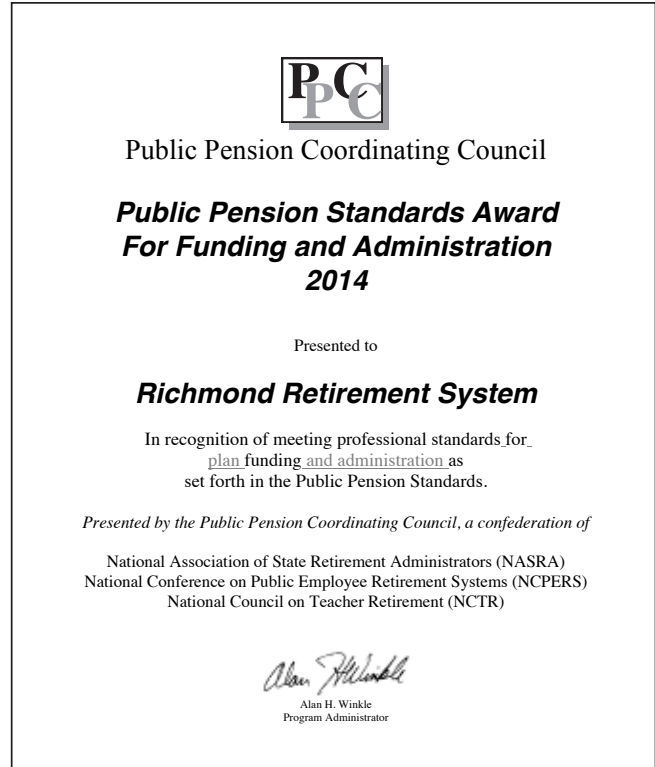 PPCC
Public Pension Coordinating Council
Public Pension Standards Award
For Funding and Administration
2014
Presented to
Richmond Retirement System
In recognition of meeting professional standards for
plan funding and administration as
set forth in the Public Pension Standards.
Presented by the Public Pension Coordinating Council, a confederation of
National Association of State Retirement Administrators (NASRA)
National Conference on Public Employee Retirement Systems (NCPERS)
National Council on Teacher Retirement (NCTR)
Alan H Winkle
Alan H. Winkle
Program Administrator